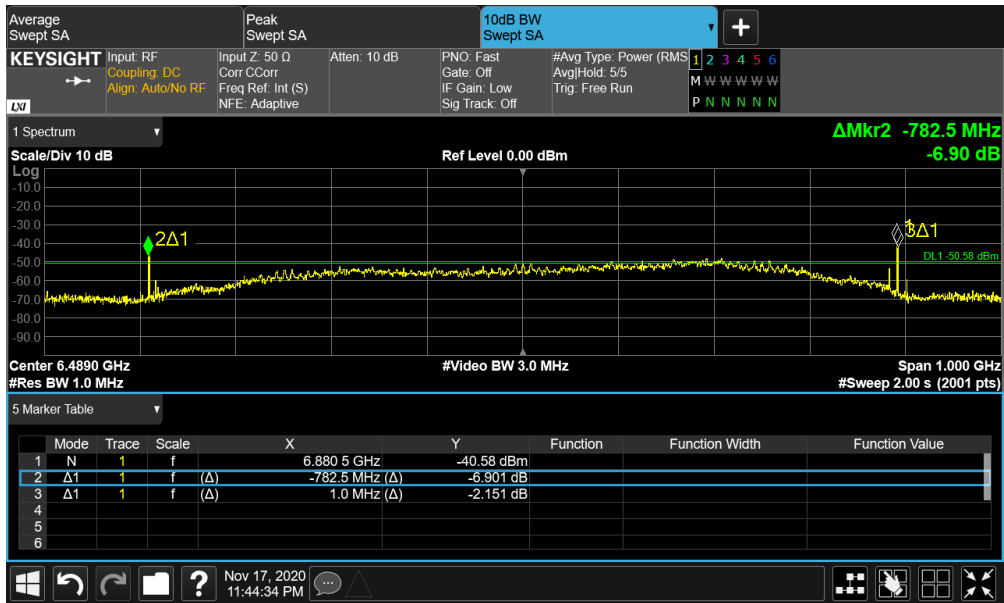 Average
Swept SA
Peak
Swept SA
10dB BW
Swept SA
KEYSIGHT
LXI
Input: RF
Coupling: DC
Align: Auto/No RF
Input Z: 50 Ω
Corr CCorr
Freq Ref: Int (S)
NFE: Adaptive
Atten: 10 dB
PNO: Fast
Gate: Off
IF Gain: Low
Sig Track: Off
#Avg Type: Power (RMS
Avg|Hold: 5/5
Trig: Free Run
1 2 3 4 5 6
M W W W W W
P N N N N N
1 Spectrum
Scale/Div 10 dB
Ref Level 0.00 dBm
ΔMkr2 -782.5 MHz
-6.90 dB
Log
-10.0
-20.0
-30.0
-40.0
-50.0
-60.0
-70.0
-80.0
-90.0
2Δ1
3Δ1
DL1 -50.58 dBm
Center 6.4890 GHz
#Video BW 3.0 MHz
Span 1.000 GHz
#Res BW 1.0 MHz
#Sweep 2.00 s (2001 pts)
5 Marker Table
Mode Trace Scale X Y Function Function Width Function Value
1 N 1 f 6.880 5 GHz -40.58 dBm
2 Δ1 1 f (Δ) -782.5 MHz (Δ) -6.901 dB
3 Δ1 1 f (Δ) 1.0 MHz (Δ) -2.151 dB
4
5
6
?
Nov 17, 2020
11:44:34 PM